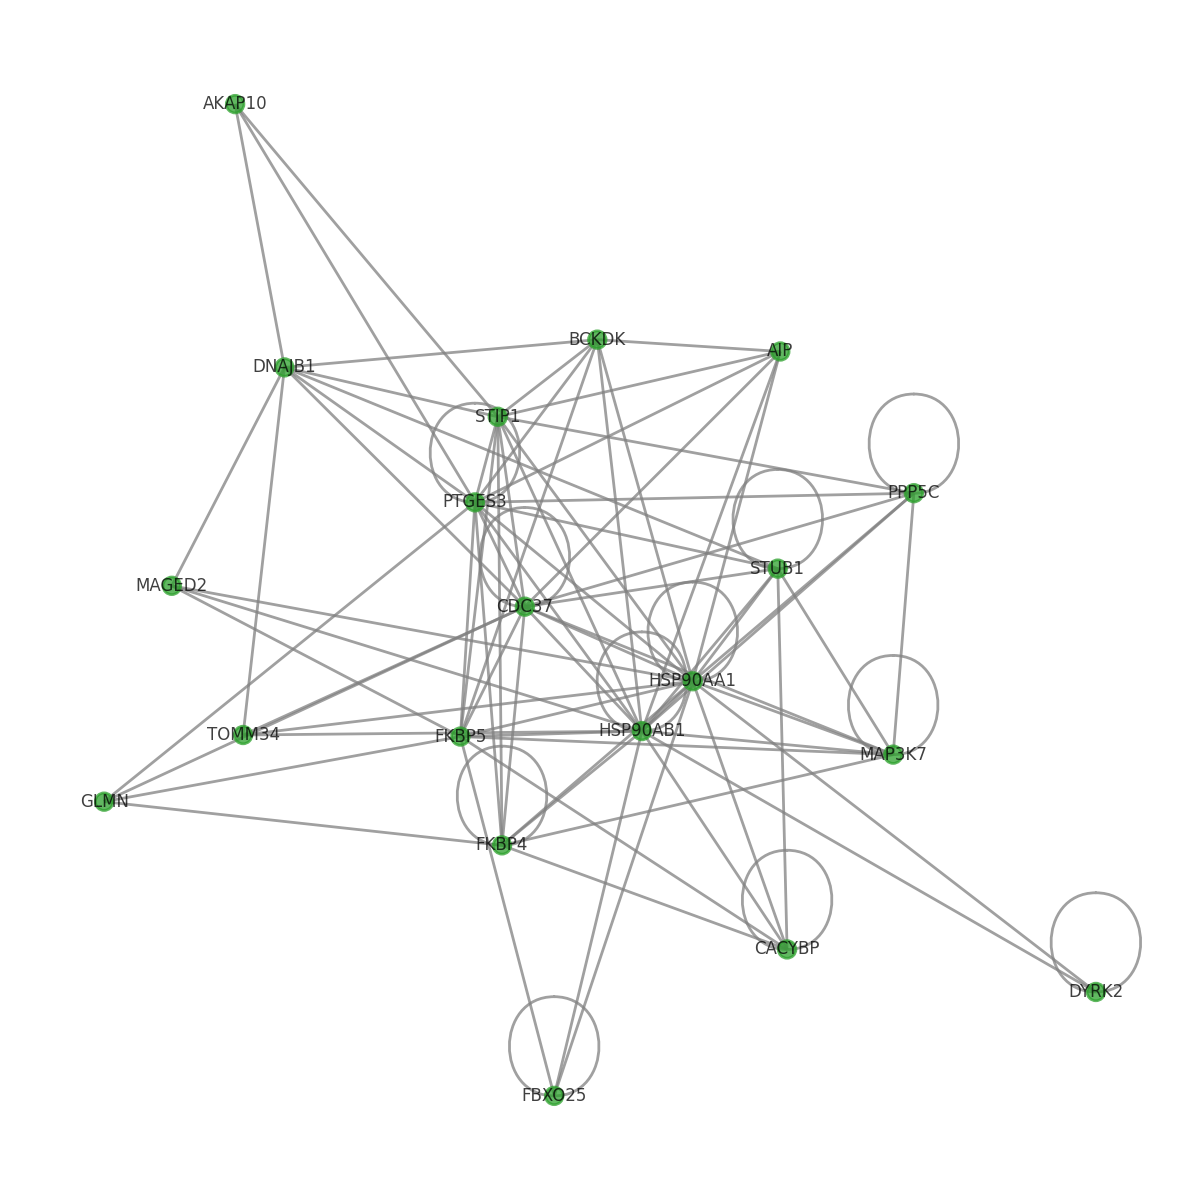 AKAP10
BCKDK
AIP
DNAJB1
STIP1
PPP5C
PTGES3
STUB1
MAGED2
CDC37
HSP90AA1
HSP90AB1
TOMM34
FKBP5
MAP3K7
GLMN
FKBP4
CACYBP
DYRK2
FBXO25